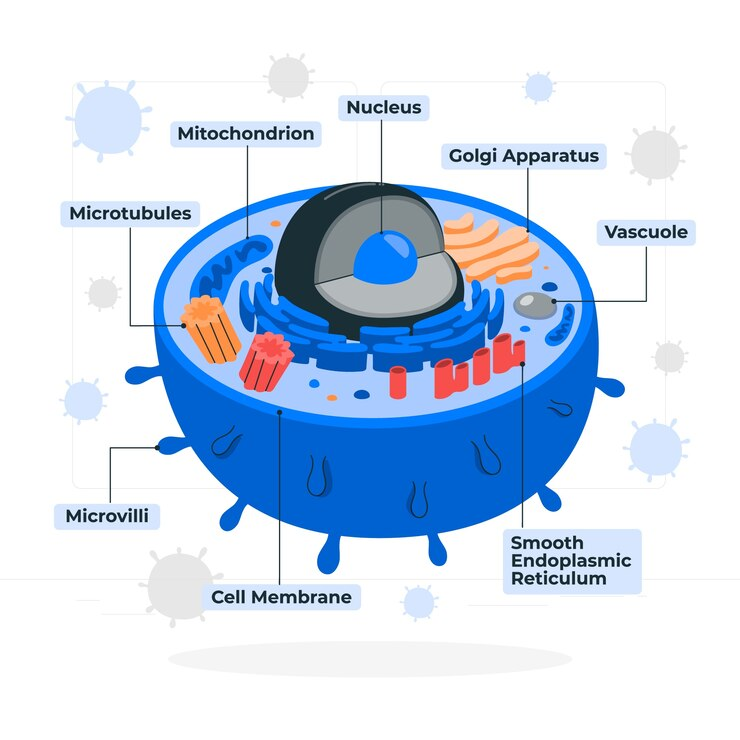 Nucleus
Mitochondrion
Golgi Apparatus
Microtubules
Vascuole
Microvilli
Smooth
Endoplasmic
Reticulum
Cell Membrane